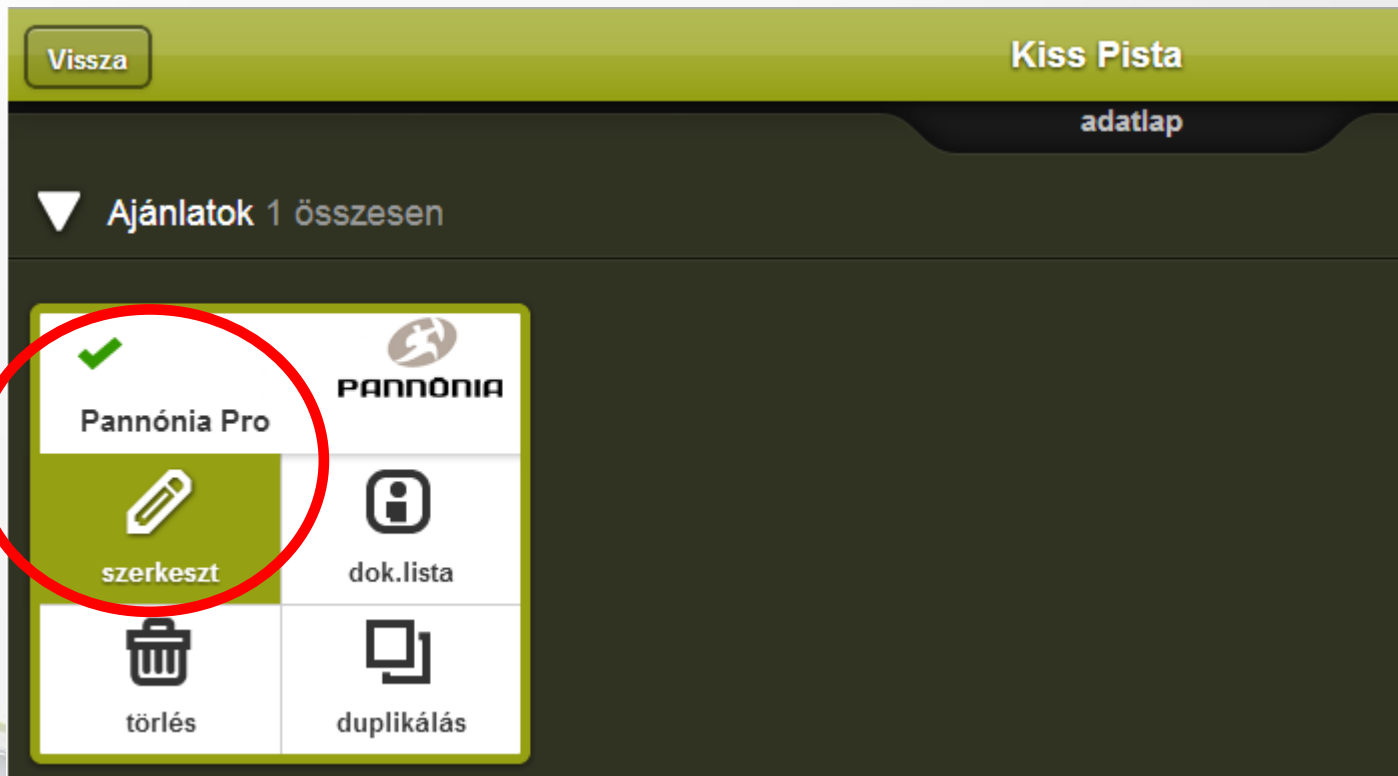 Vissza
Kiss Pista
adatlap
Ajánlatok 1 összesen
PANNÓNIA
Pannónia Pro
szerkeszt
dok.lista
törlés
duplikálás